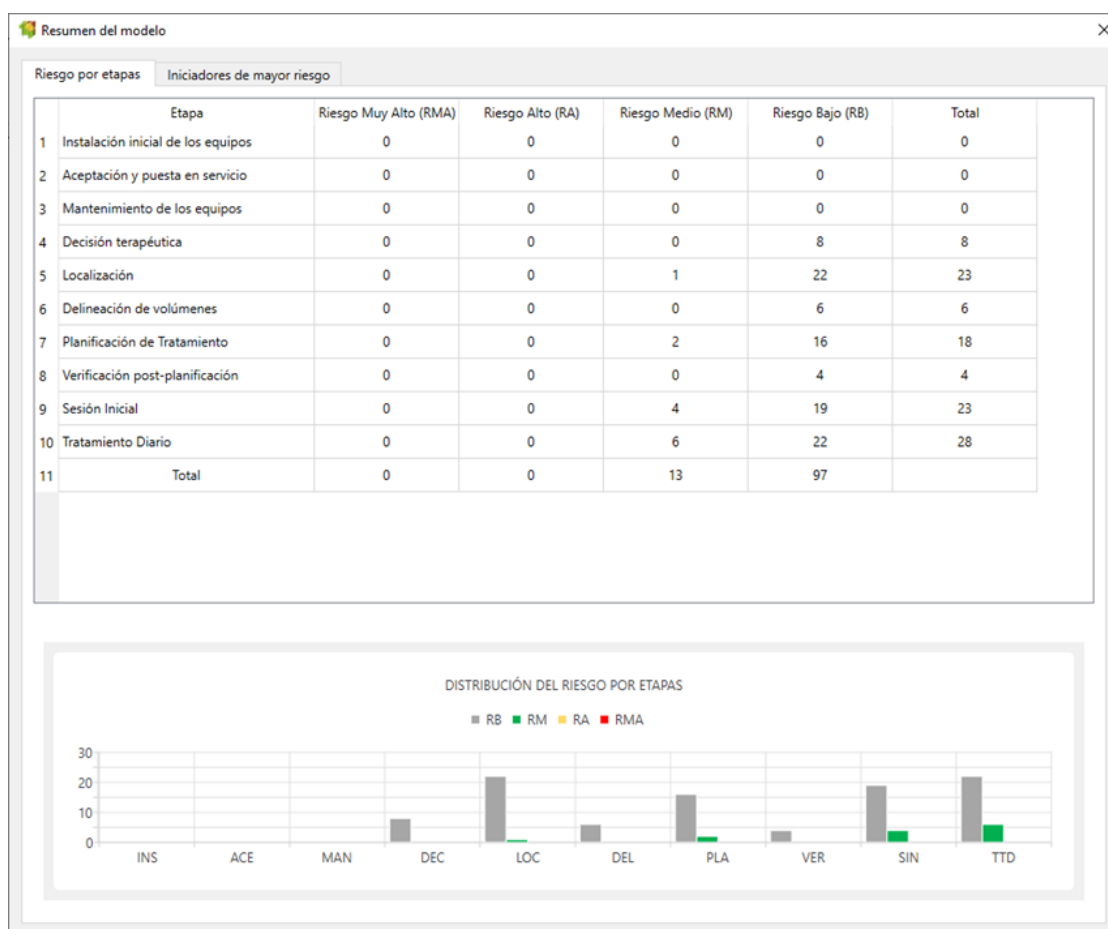 Resumen del modelo
Riesgo por etapas Iniciadores de mayor riesgo
Etapa Riesgo Muy Alto (RMA) Riesgo Alto (RA) Riesgo Medio (RM) Riesgo Bajo (RB) Total
1 Instalación inicial de los equipos 0 0 0 0 0
2 Aceptación y puesta en servicio 0 0 0 0 0
3 Mantenimiento de los equipos 0 0 0 0 0
4 Decisión terapéutica 0 0 0 8 8
5 Localización 0 0 1 22 23
6 Delineación de volúmenes 0 0 0 6 6
7 Planificación de Tratamiento 0 0 2 16 18
8 Verificación post-planificación 0 0 0 4 4
9 Sesión Inicial 0 0 4 19 23
10 Tratamiento Diario 0 0 6 22 28
11 Total 0 0 13 97
DISTRIBUCIÓN DEL RIESGO POR ETAPAS
RB RM RA RMA
30
20
10
0
INS ACE MAN DEC LOC DEL PLA VER SIN TTD